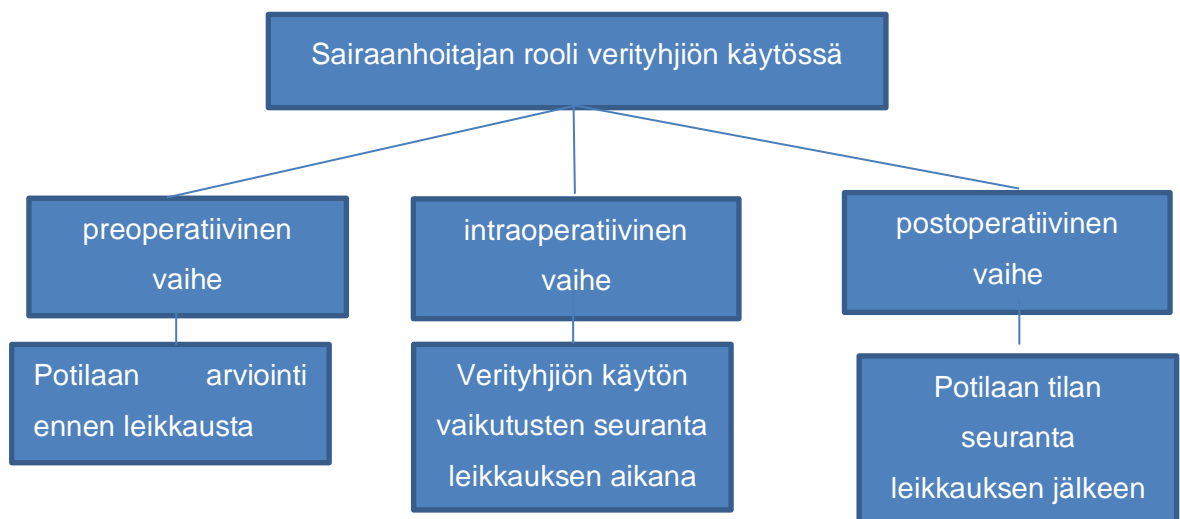 Sairaanhoitajan rooli verityhjiön käytössä
preoperatiivinen
vaihe
intraoperatiivinen
vaihe
postoperatiivinen
vaihe
Potilaan arviointi
ennen leikkausta
Verityhjiön käytön
vaikutusten seuranta
leikkauksen aikana
Potilaan tilan
seuranta
leikkauksen jälkeen